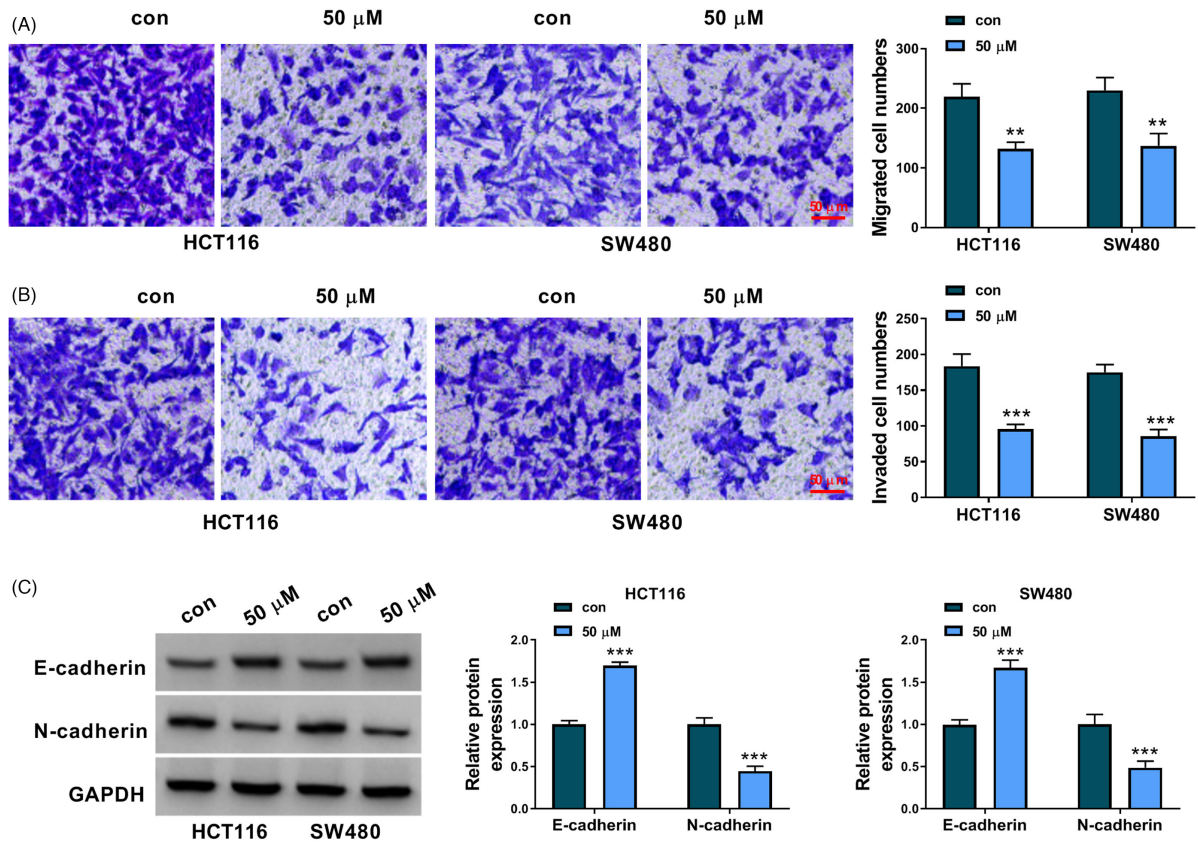 (A)
con 50 μM con 50 μM
50 μm
HCT116 SW480
con
50 μM
Migrated cell numbers
300
200
100
0
**
**
HCT116 SW480
(B)
con 50 μM con 50 μM
50 μm
HCT116 SW480
con
50 μM
Invaded cell numbers
250
200
150
100
50
0
***
***
HCT116 SW480
(C)
con 50 μM con 50 μM
E-cadherin
N-cadherin
GAPDH
HCT116 SW480
HCT116
con
50 μM
Relative protein
expression
2.0
1.5
1.0
0.5
0.0
***
***
E-cadherin N-cadherin
SW480
con
50 μM
Relative protein
expression
2.0
1.5
1.0
0.5
0.0
***
***
E-cadherin N-cadherin